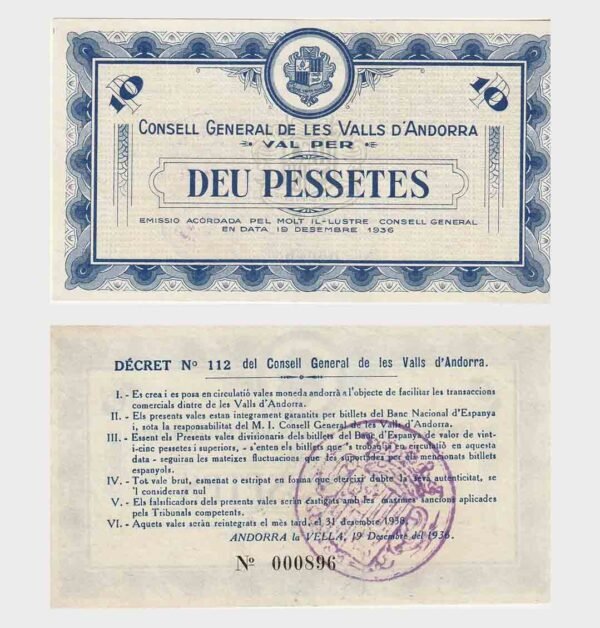 10 P
10 P
CONSELL GENERAL DE LES VALLS D'ANDORRA
VAL PER
DEU PESSETES
EMISSIO ACORDADA PEL MOLT IL-LUSTRE CONSELL GENERAL
EN DATA 19 DESEMBRE 1936
DÉCRET Nº 112 del Consell General de les Valls d'Andorra.
I. - Es crea i es posa en circulatió vales moneda andorrà a l'objecte de facilitar les transaccions
comercials dintre de les Valls d'Andorra.
II. - Els presents vales estan integrament garantits per billets del Banc Nacional d'Espanya
i, sota la responsabilitat del M. I. Consell General de les Valls d'Andorra.
III. - Essent els Presents vales divisionaris dels billets del Banc d'Espanya de valor de vint-
i-cinc pessetes i superiors, - s'enten els billets que s'trobaven en circulatió en aquesta
data - seguiran les mateixes fluctuacions que les suportades per els mencionats billets
espanyols.
IV. - Tot vale brut, esmenat o estripat en forma que ofereixi dubte la seva autenticitat, se
'l considerarà nul
V. - Els falsificadors dels presents vales seràn castigats amb les maximes sancions aplicades
pels Tribunals competents.
VI. - Aquets vales seràn reintegrats el mès tard, el 31 desembre 1938.
ANDORRA la VELLA, 19 Desembre del 1936.
Nº 000896